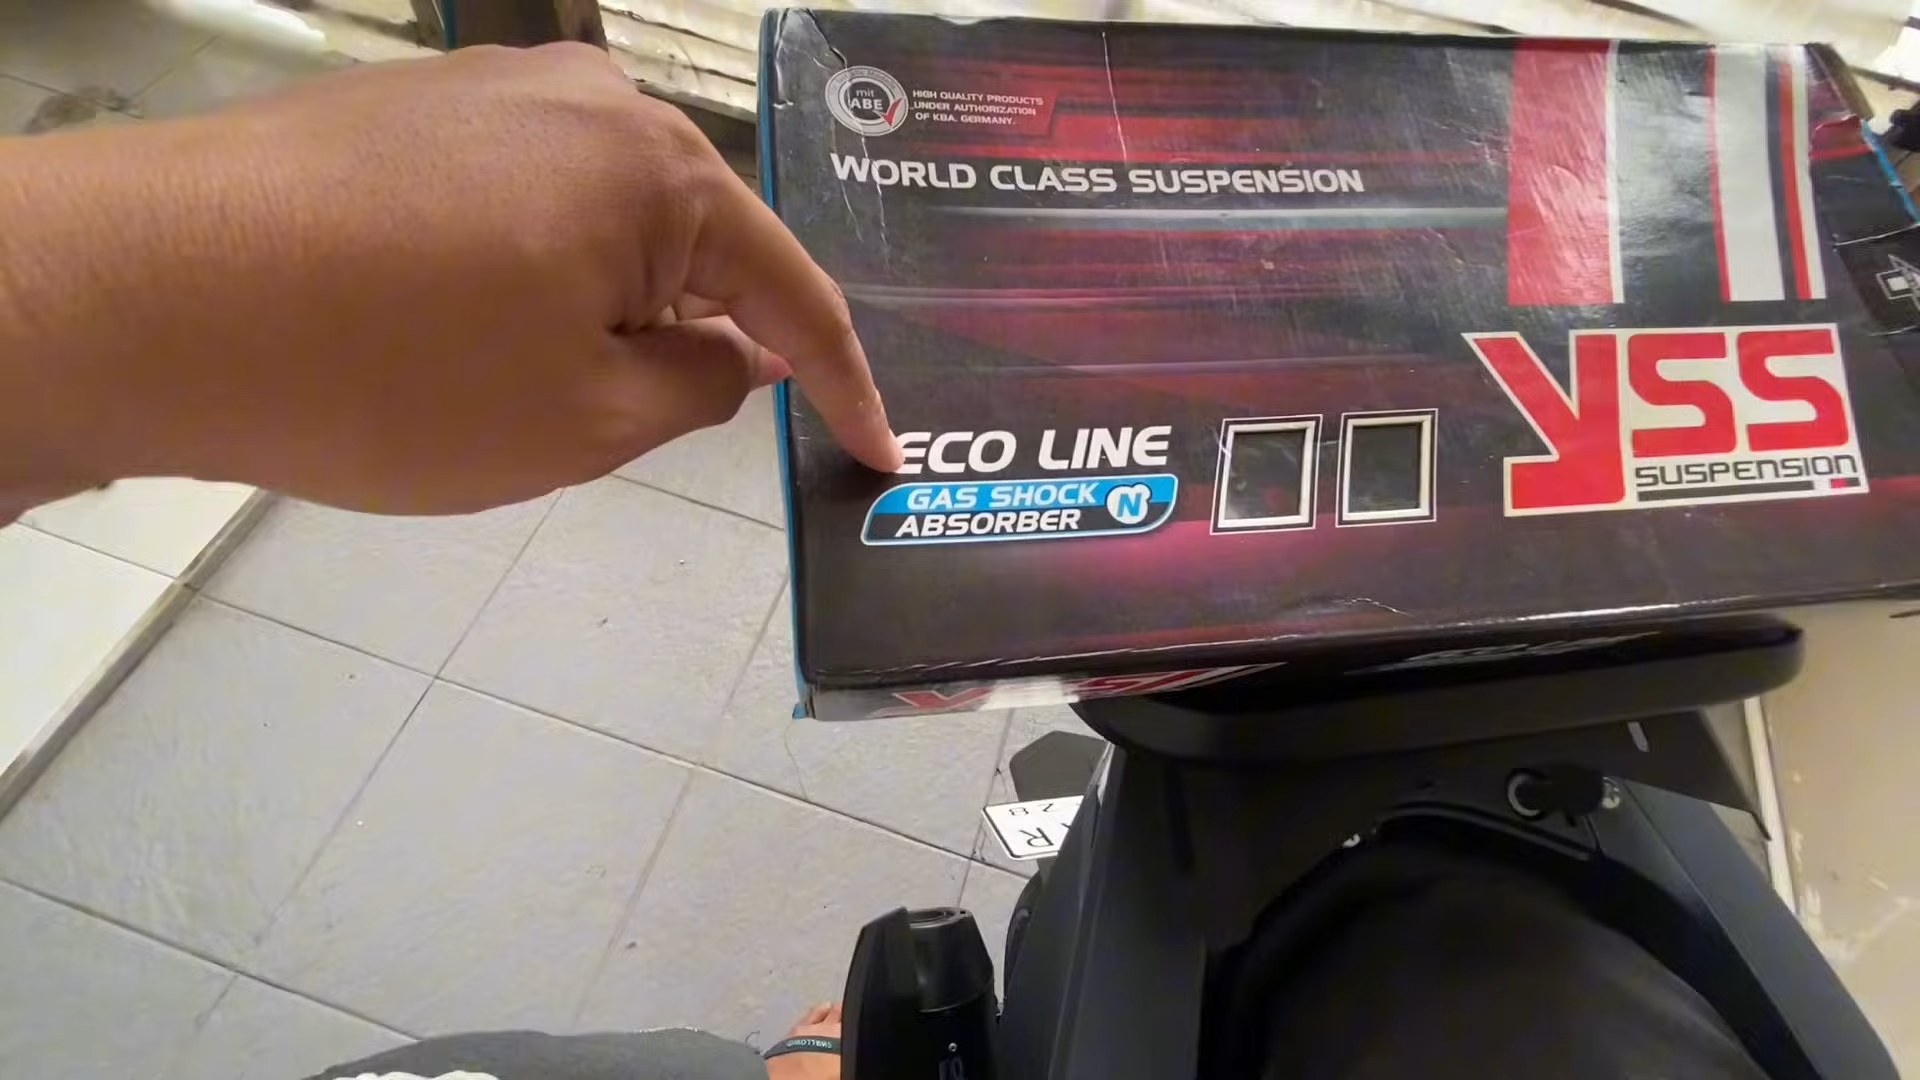 mit
ABE
HIGH QUALITY PRODUCTS
UNDER AUTHORIZATION
OF KBA. GERMANY.
WORLD CLASS SUSPENSION
ECO LINE
GAS SHOCK
ABSORBER
N
YSS
SUSPENSION